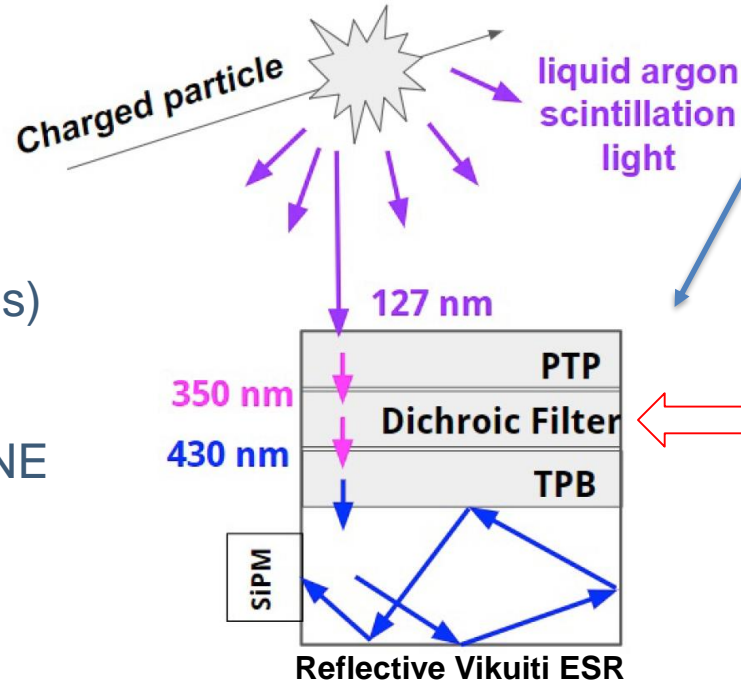 Charged particle
liquid argon
scintillation
light
s)
127 nm
PTP
350 nm
Dichroic Filter
430 nm
NE
TPB
SiPM
Reflective Vikuiti ESR